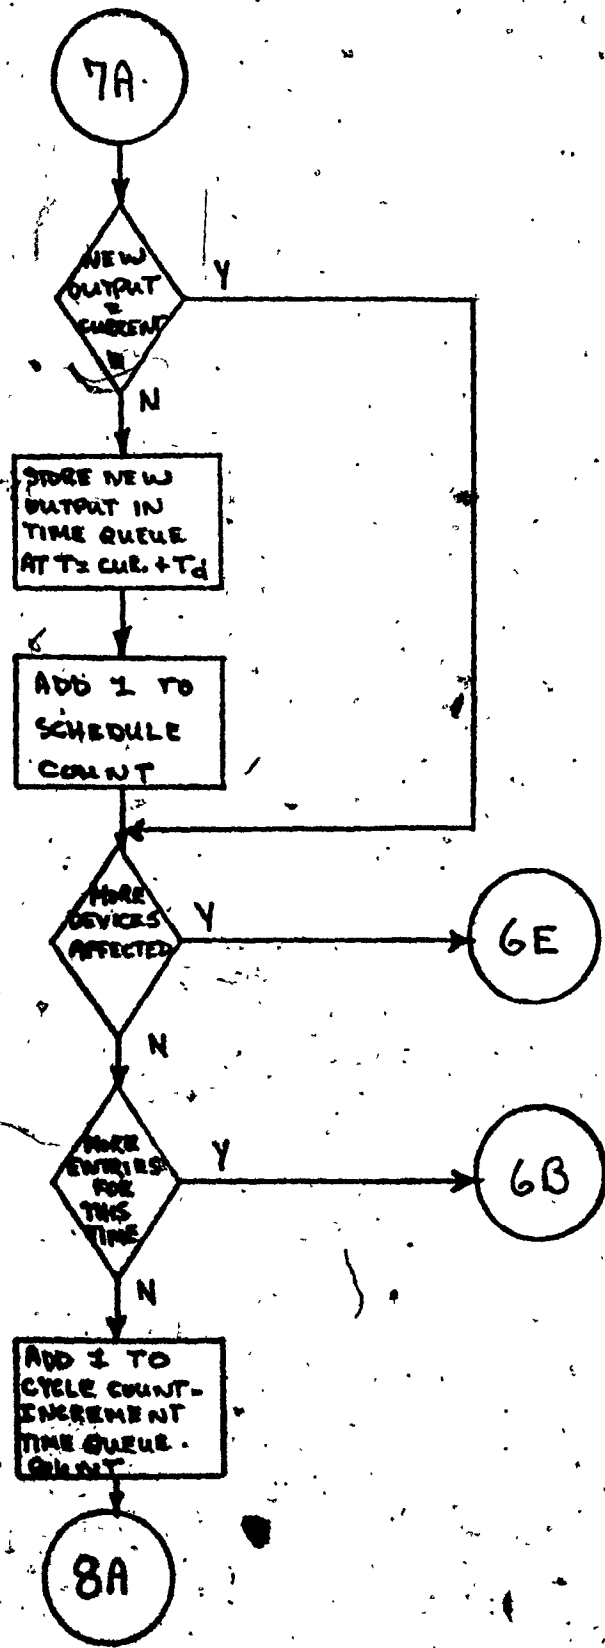 7A
NEW
OUTPUT
=
CURRENT
Y
N
STORE NEW
OUTPUT IN
TIME QUEUE
AT T= CUR. + Td
ADD 1 TO
SCHEDULE
COUNT
MORE
DEVICES
AFFECTED
Y
6E
N
MORE
ENTRIES
FOR
THIS
TIME
Y
6B
N
ADD 1 TO
CYCLE COUNT-
INCREMENT
TIME QUEUE
COUNT
8A